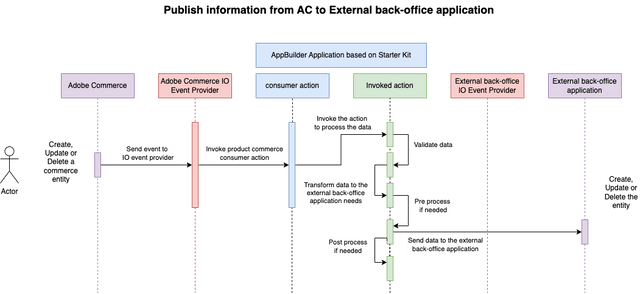 Publish information from AC to External back-office application
AppBuilder Application based on Starter Kit
Adobe Commerce
Adobe Commerce IO
Event Provider
consumer action
Invoked action
External back-office
IO Event Provider
External back-office
application
Actor
Create,
Update or
Delete a
commerce
entity
Send event to
IO event provider
Invoke product commerce
consumer action
Invoke the action
to process the data
Validate data
Transform data to the
external back-office
application needs
Pre process
if needed
Send data to the external
back-office application
Post process
if needed
Create,
Update or
Delete the
entity